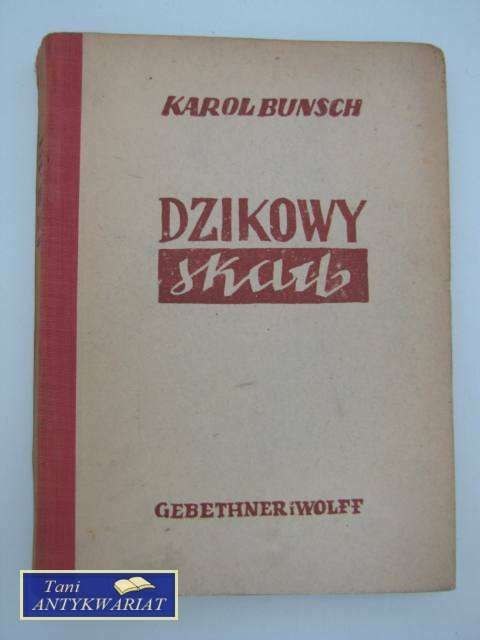 KAROL BUNSCH
DZIKOWY
skarb
GEBETHNER i WOLFF
Tani
ANTYKWARIAT